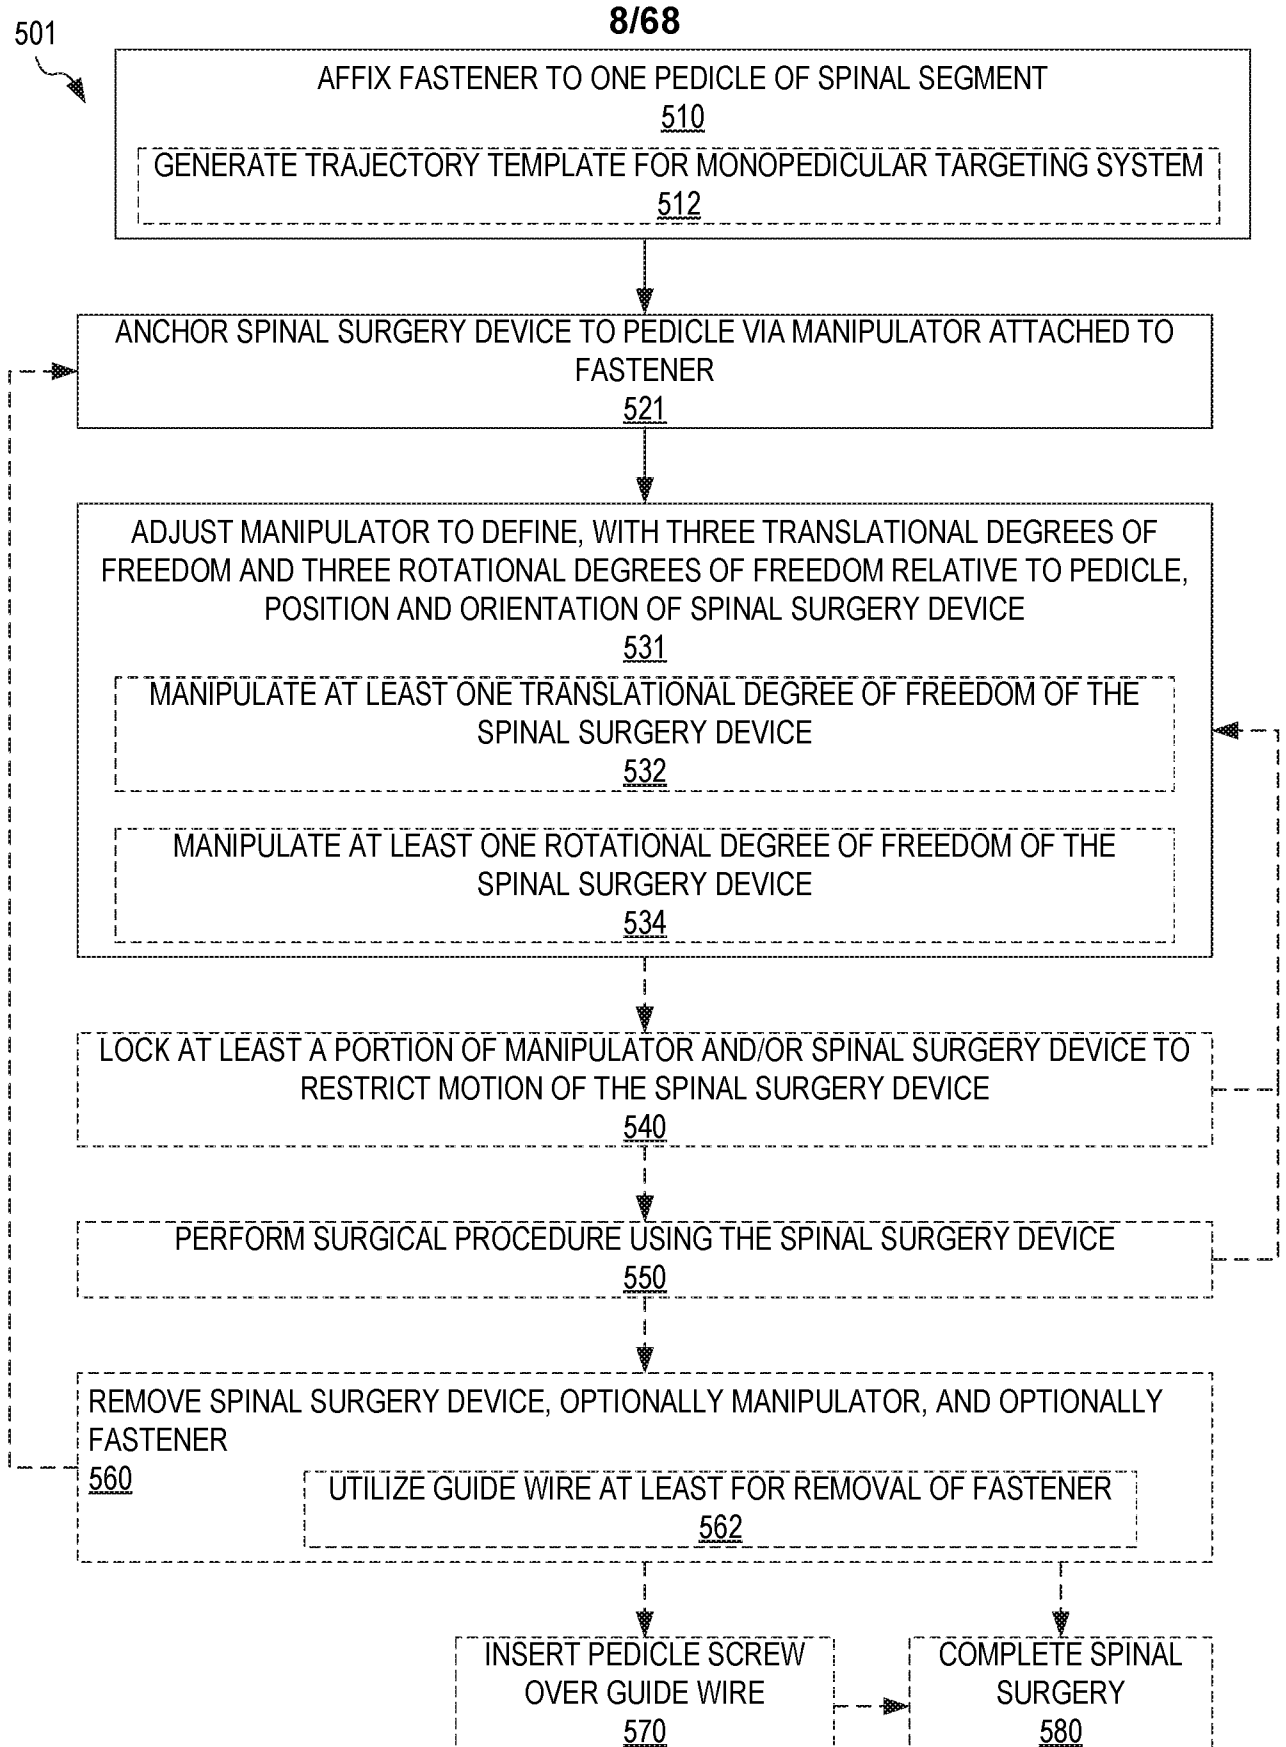 8/68
501
AFFIX FASTENER TO ONE PEDICLE OF SPINAL SEGMENT
510
GENERATE TRAJECTORY TEMPLATE FOR MONOPEDICULAR TARGETING SYSTEM
512
ANCHOR SPINAL SURGERY DEVICE TO PEDICLE VIA MANIPULATOR ATTACHED TO
FASTENER
521
ADJUST MANIPULATOR TO DEFINE, WITH THREE TRANSLATIONAL DEGREES OF
FREEDOM AND THREE ROTATIONAL DEGREES OF FREEDOM RELATIVE TO PEDICLE,
POSITION AND ORIENTATION OF SPINAL SURGERY DEVICE
531
MANIPULATE AT LEAST ONE TRANSLATIONAL DEGREE OF FREEDOM OF THE
SPINAL SURGERY DEVICE
532
MANIPULATE AT LEAST ONE ROTATIONAL DEGREE OF FREEDOM OF THE
SPINAL SURGERY DEVICE
534
LOCK AT LEAST A PORTION OF MANIPULATOR AND/OR SPINAL SURGERY DEVICE TO
RESTRICT MOTION OF THE SPINAL SURGERY DEVICE
540
PERFORM SURGICAL PROCEDURE USING THE SPINAL SURGERY DEVICE
550
REMOVE SPINAL SURGERY DEVICE, OPTIONALLY MANIPULATOR, AND OPTIONALLY
FASTENER
560
UTILIZE GUIDE WIRE AT LEAST FOR REMOVAL OF FASTENER
562
INSERT PEDICLE SCREW
OVER GUIDE WIRE
570
COMPLETE SPINAL
SURGERY
580